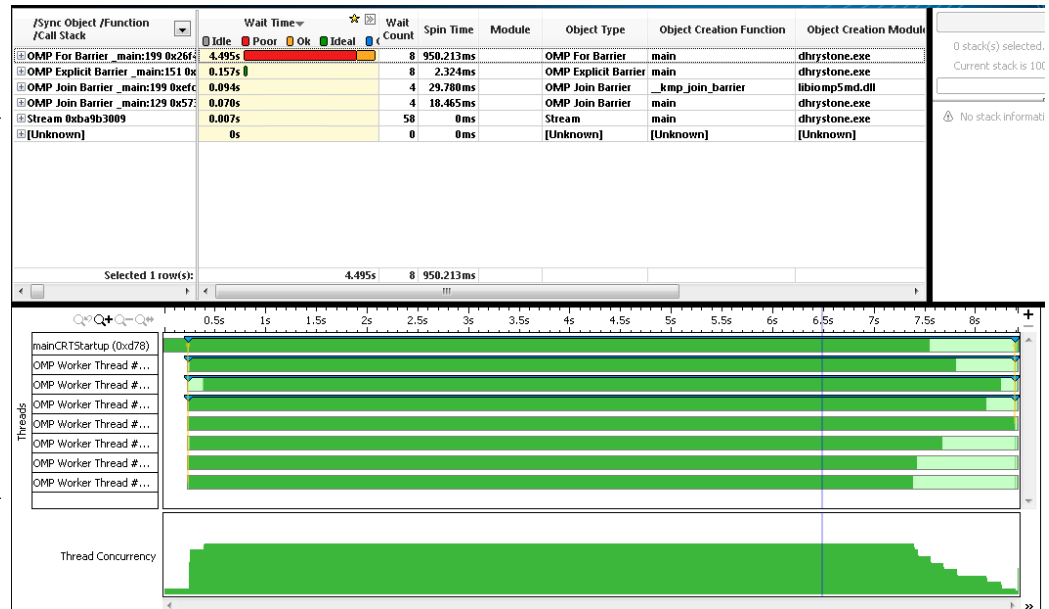 /Sync Object /Function
/Call Stack
Wait Time
Idle Poor Ok Ideal
Wait
Count
Spin Time
Module
Object Type
Object Creation Function
Object Creation Module
OMP For Barrier _main:199 0x26f4 4.495s 8 950.213ms OMP For Barrier main dhrystone.exe
OMP Explicit Barrier _main:151 0x 0.157s 8 2.324ms OMP Explicit Barrier main dhrystone.exe
OMP Join Barrier _main:199 0xefc 0.094s 4 29.780ms OMP Join Barrier __kmp_join_barrier libiomp5md.dll
OMP Join Barrier _main:129 0x573 0.070s 4 18.465ms OMP Join Barrier main dhrystone.exe
Stream 0xba9b3009 0.007s 58 0ms Stream main dhrystone.exe
[Unknown] 0s 0 0ms [Unknown] [Unknown] [Unknown]
Selected 1 row(s): 4.495s 8 950.213ms
0 stack(s) selected.
Current stack is 100
No stack informati
0.5s 1s 1.5s 2s 2.5s 3s 3.5s 4s 4.5s 5s 5.5s 6s 6.5s 7s 7.5s 8s
Threads
mainCRTStartup (0xd78)
OMP Worker Thread #...
OMP Worker Thread #...
OMP Worker Thread #...
OMP Worker Thread #...
OMP Worker Thread #...
OMP Worker Thread #...
OMP Worker Thread #...
Thread Concurrency